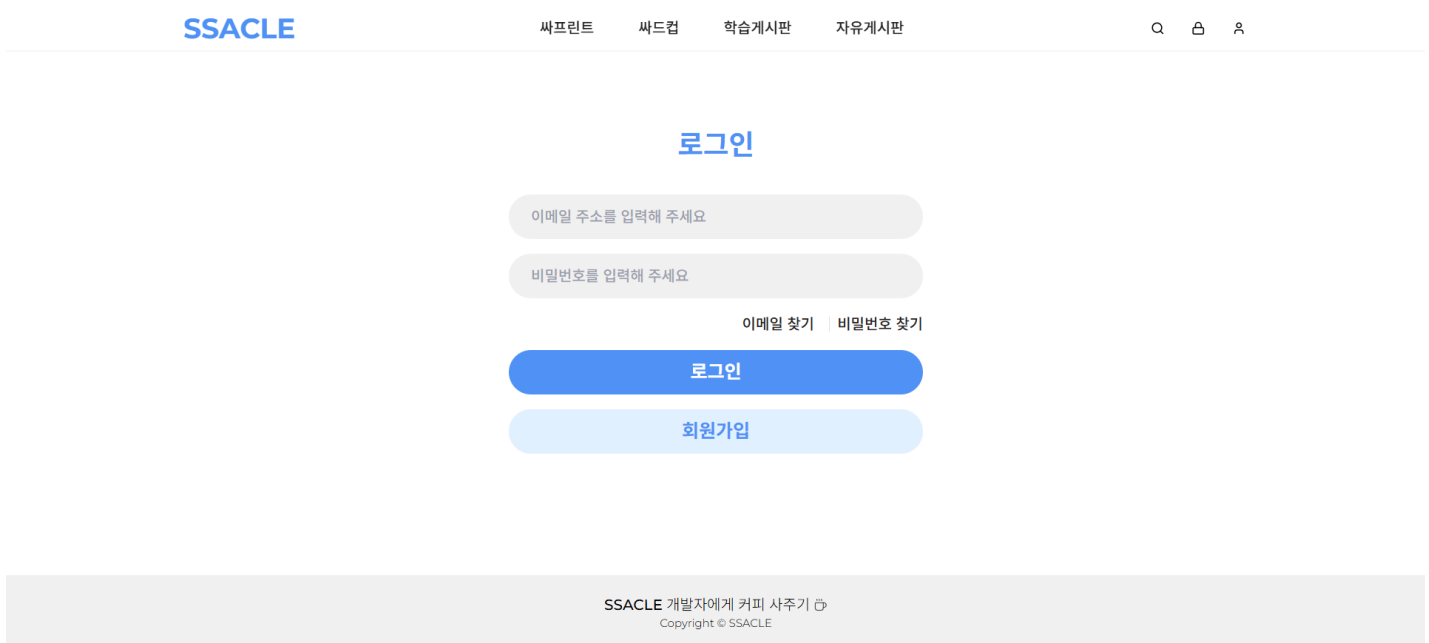 SSACLE 싸프린트 싸드컵 학습게시판 자유게시판
로그인
이메일 주소를 입력해 주세요
비밀번호를 입력해 주세요
이메일 찾기 비밀번호 찾기
로그인
회원가입
SSACLE 개발자에게 커피 사주기
Copyright © SSACLE